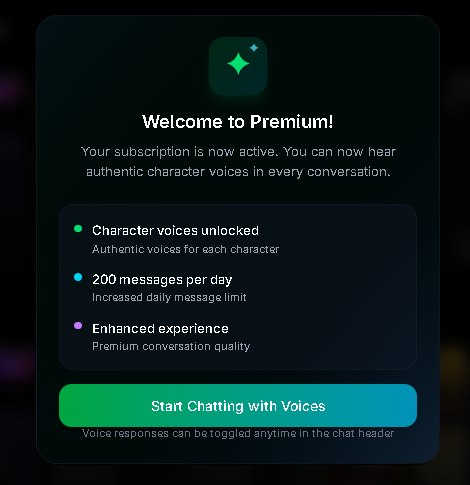 Welcome to Premium!
Your subscription is now active. You can now hear
authentic character voices in every conversation.
Character voices unlocked
Authentic voices for each character
200 messages per day
Increased daily message limit
Enhanced experience
Premium conversation quality
Start Chatting with Voices
Voice responses can be toggled anytime in the chat header